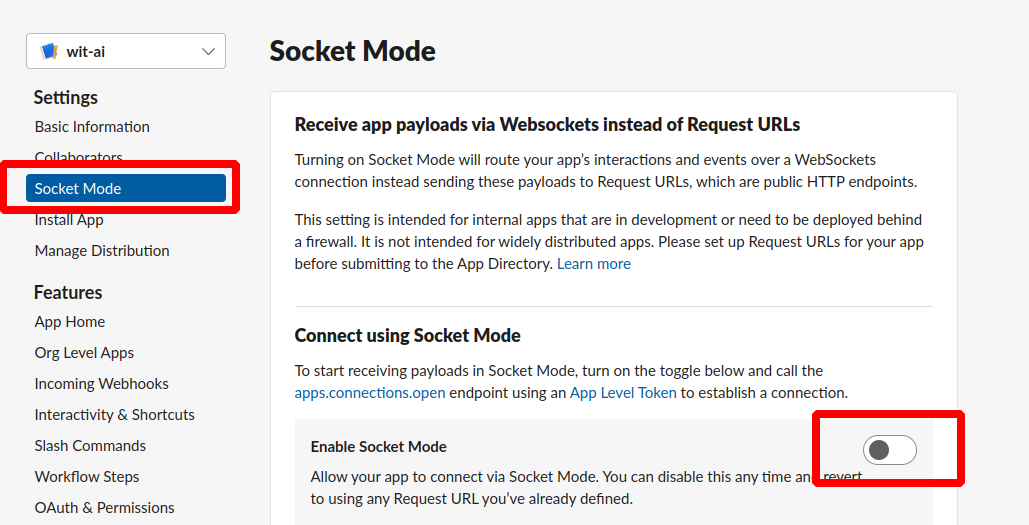 wit-ai
Socket Mode
Settings
Basic Information
Collaborators
Socket Mode
Install App
Manage Distribution
Features
App Home
Org Level Apps
Incoming Webhooks
Interactivity & Shortcuts
Slash Commands
Workflow Steps
OAuth & Permissions
Receive app payloads via Websockets instead of Request URLs
Turning on Socket Mode will route your app's interactions and events over a WebSockets
connection instead sending these payloads to Request URLs, which are public HTTP endpoints.
This setting is intended for internal apps that are in development or need to be deployed behind
a firewall. It is not intended for widely distributed apps. Please set up Request URLs for your app
before submitting to the App Directory. Learn more
Connect using Socket Mode
To start receiving payloads in Socket Mode, turn on the toggle below and call the
apps.connections.open endpoint using an App Level Token to establish a connection.
Enable Socket Mode
Allow your app to connect via Socket Mode. You can disable this any time and revert
to using any Request URL you've already defined.